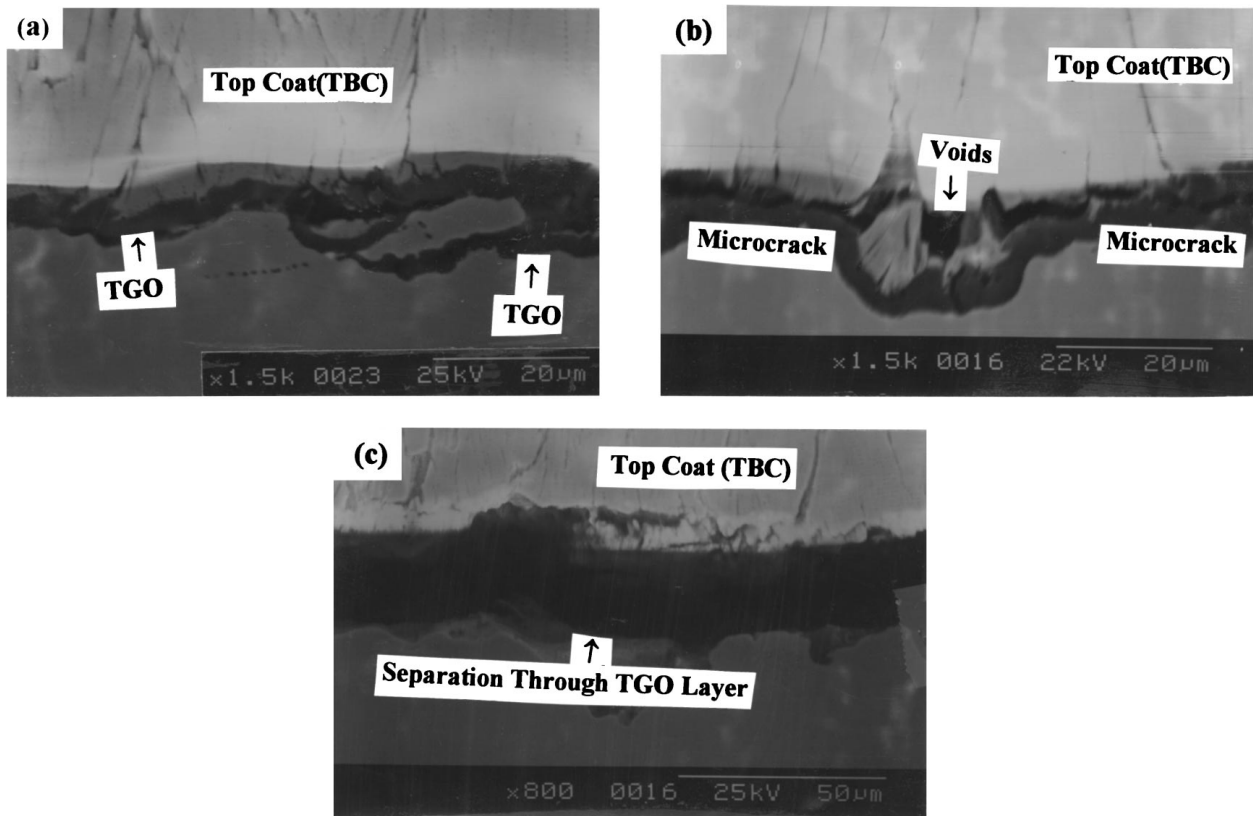 (a)
Top Coat(TBC)
↑
TGO
↑
TGO
×1.5k 0023 25kV 20µm
(b)
Top Coat(TBC)
Voids
↓
Microcrack
Microcrack
×1.5k 0016 22kV 20µm
(c)
Top Coat (TBC)
↑
Separation Through TGO Layer
×800 0016 25kV 50µm